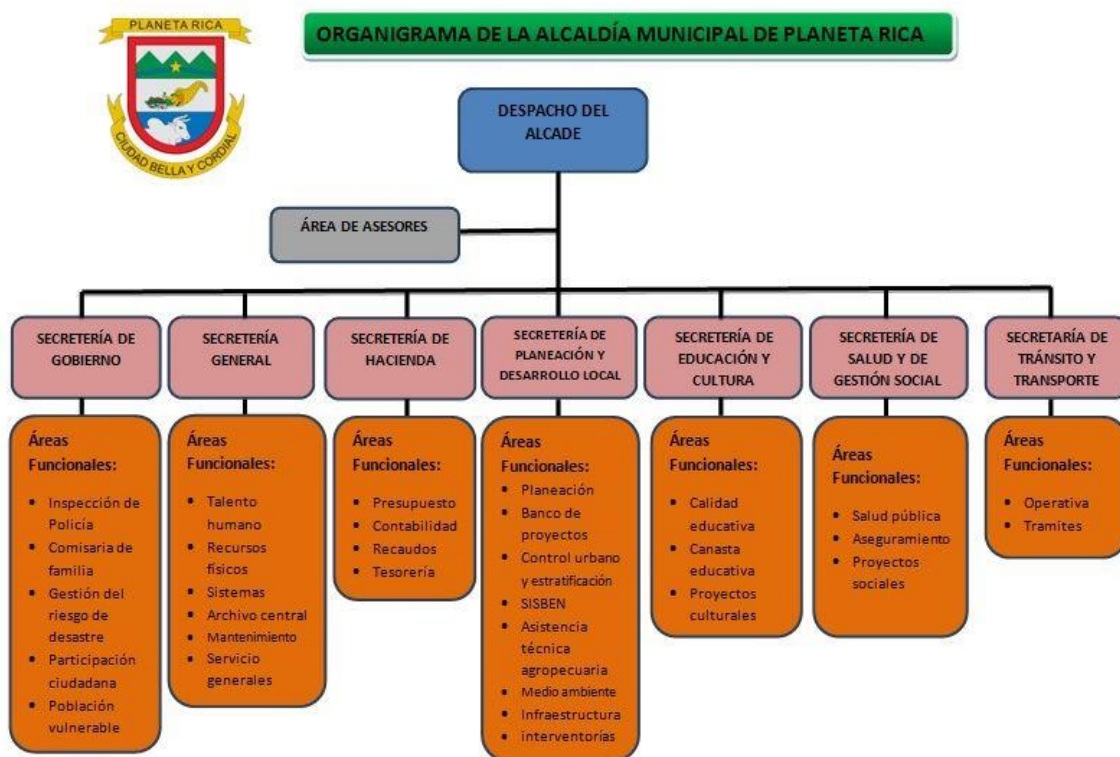 PLANETA RICA
CIUDAD BELLA Y CORDIAL
ORGANIGRAMA DE LA ALCALDÍA MUNICIPAL DE PLANETA RICA
DESPACHO DEL
ALCADE
ÁREA DE ASESORES
SECRETERÍA DE
GOBIERNO
SECRETERÍA
GENERAL
SECRETERÍA DE
HACIENDA
SECRETERÍA DE
PLANEACIÓN Y
DESARROLLO LOCAL
SECRETERÍA DE
EDUCACIÓN Y
CULTURA
SECRETERÍA DE
SALUD Y DE
GESTIÓN SOCIAL
SECRETARÍA DE
TRÁNSITO Y
TRANSPORTE
Áreas
Funcionales:
• Inspección de
Policía
• Comisaria de
familia
• Gestión del
riesgo de
desastre
• Participación
ciudadana
• Población
vulnerable
Áreas
Funcionales:
• Talento
humano
• Recursos
físicos
• Sistemas
• Archivo central
• Mantenimiento
• Servicio
generales
Áreas
Funcionales:
• Presupuesto
• Contabilidad
• Recaudos
• Tesorería
Áreas
Funcionales:
• Planeación
• Banco de
proyectos
• Control urbano
y estratificación
• SISBEN
• Asistencia
técnica
agropecuaria
• Medio ambiente
• Infraestructura
• interventorías
Áreas
Funcionales:
• Calidad
educativa
• Canasta
educativa
• Proyectos
culturales
Áreas
Funcionales:
• Salud pública
• Aseguramiento
• Proyectos
sociales
Áreas
Funcionales:
• Operativa
• Tramites